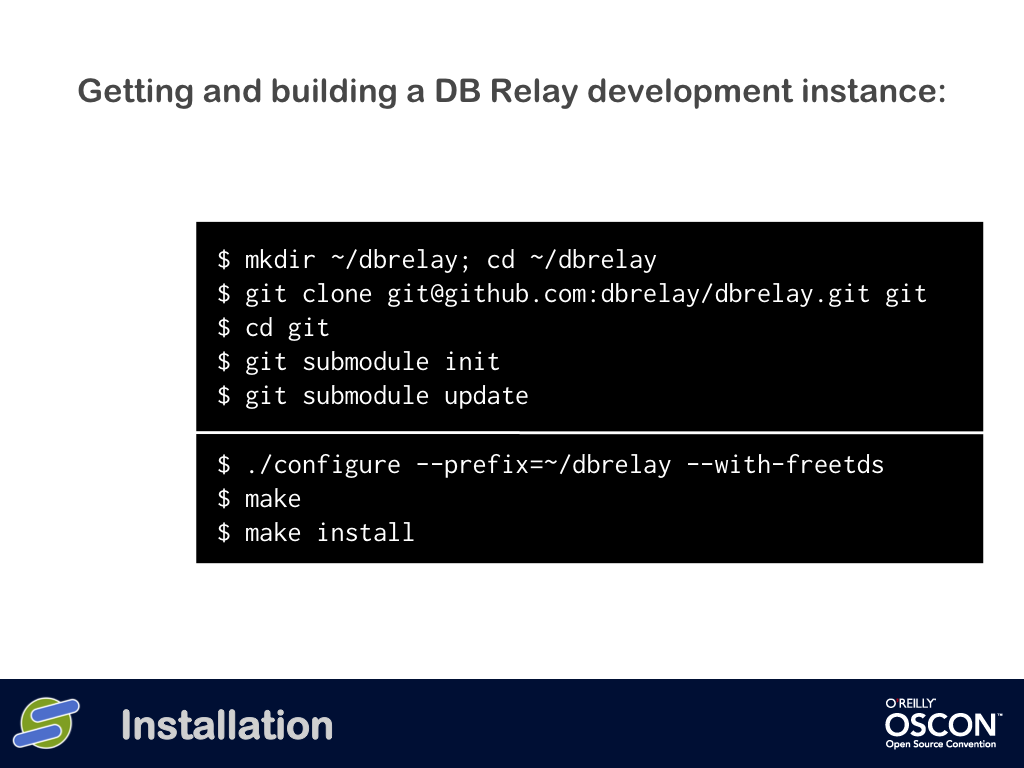 Getting and building a DB Relay development instance:
$ mkdir ~/dbrelay; cd ~/dbrelay
$ git clone git@github.com:dbrelay/dbrelay.git git
$ cd git
$ git submodule init
$ git submodule update
$ ./configure --prefix=~/dbrelay --with-freetds
$ make
$ make install
Installation
O'REILLY
OSCON™
Open Source Convention